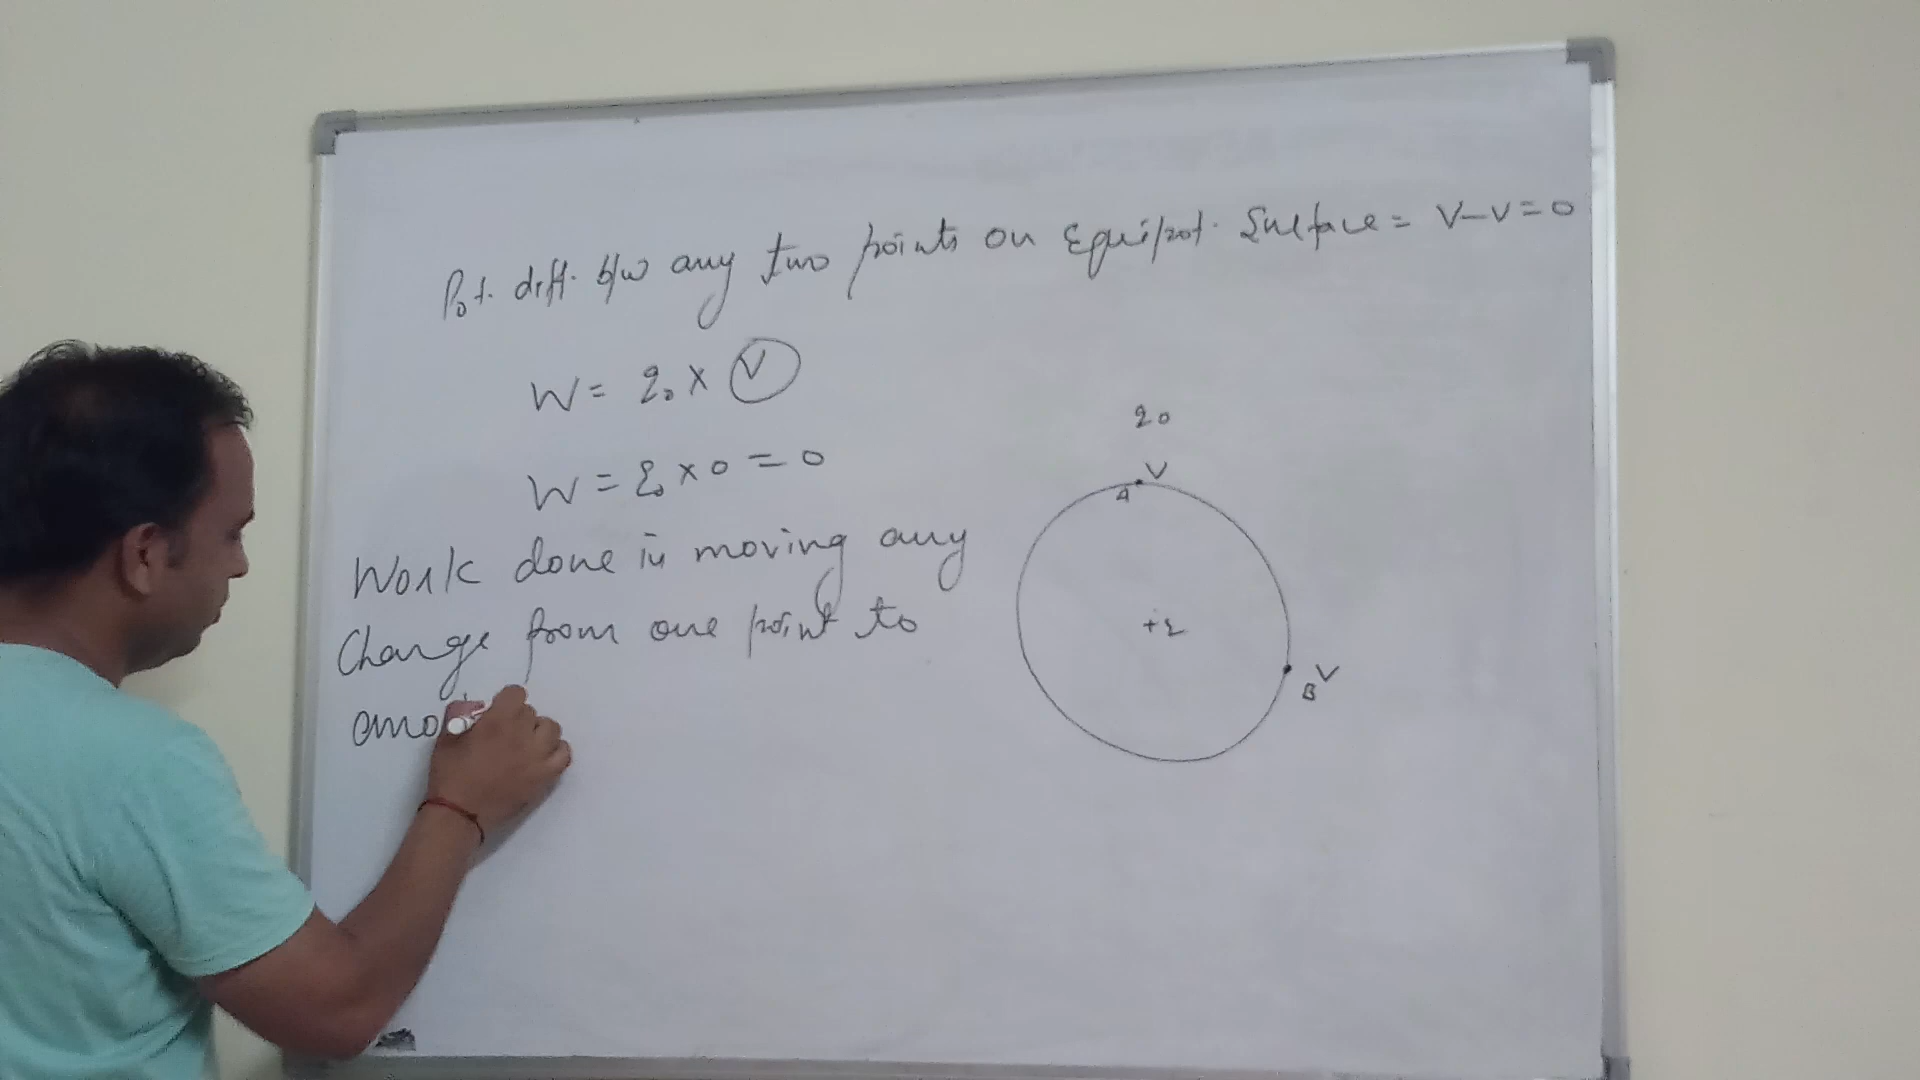 Pot. diff. b/w any two points on Equipot. Surface = V-V=0
W = q₀ × V
W = q₀ × 0 = 0
Work done in moving any
Charge from one point to
q₀
V
A
+q
B V